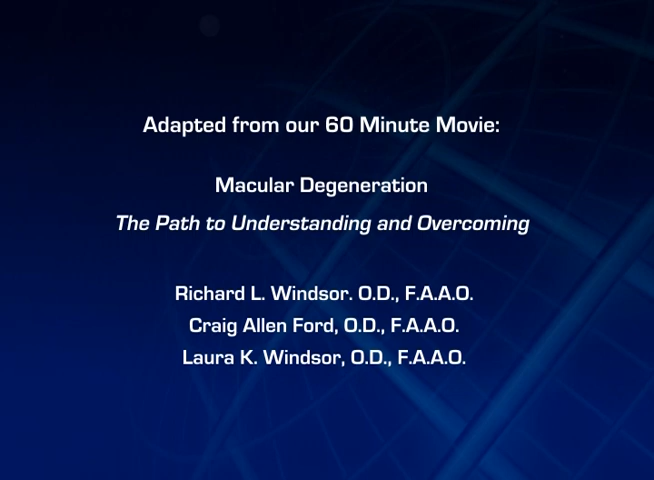 Adapted from our 60 Minute Movie:
Macular Degeneration
The Path to Understanding and Overcoming
Richard L. Windsor. O.D., F.A.A.O.
Craig Allen Ford, O.D., F.A.A.O.
Laura K. Windsor, O.D., F.A.A.O.